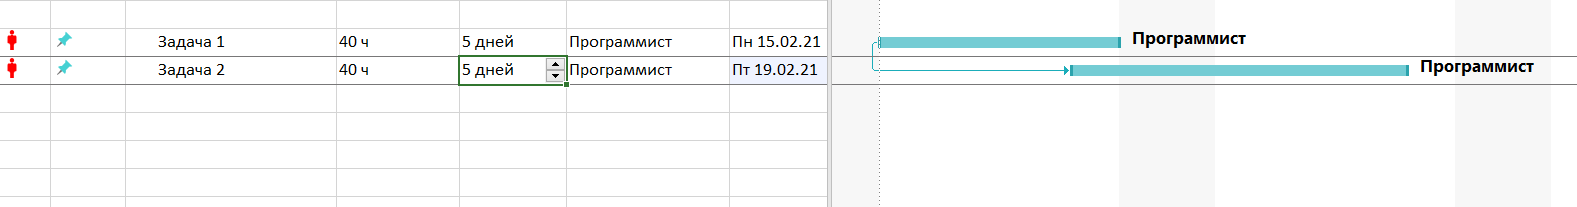 Задача 1 40 ч 5 дней Программист Пн 15.02.21 Программист
Задача 2 40 ч 5 дней Программист Пт 19.02.21 Программист